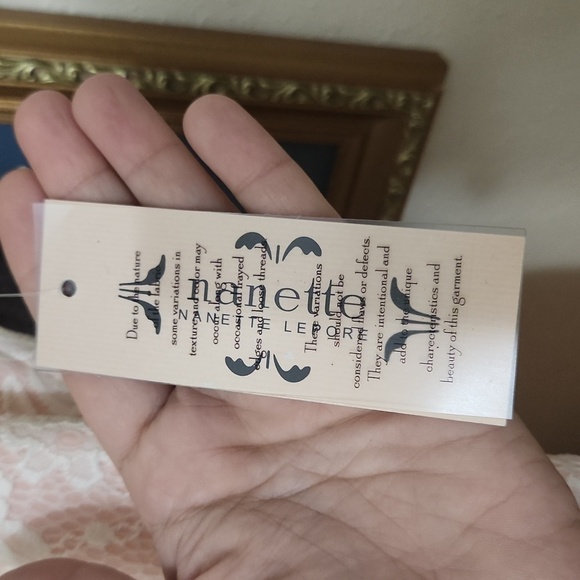 nanette
NANETTE LEPORE
Due to the nature
of the fabric
some variations in
texture and color may
occur along with
occasional frayed
edges and loose threads
These variations
should not be
considered flaws or defects.
They are intentional and
add to the unique
charecteristics and
beauty of this garment.